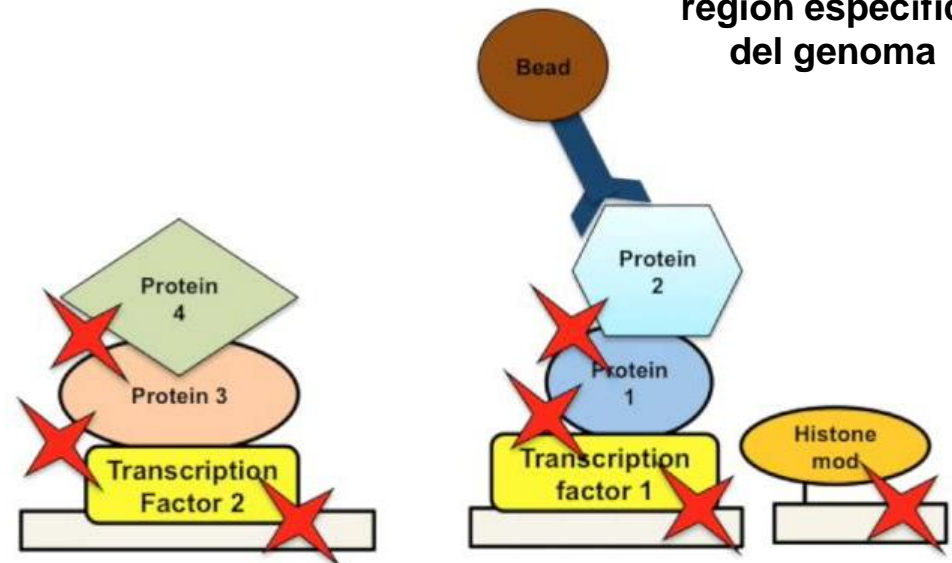 región específic
del genoma
Bead
Protein
2
Protein
4
Protein
1
Protein 3
Histone
mod
Transcription
factor 1
Transcription
Factor 2